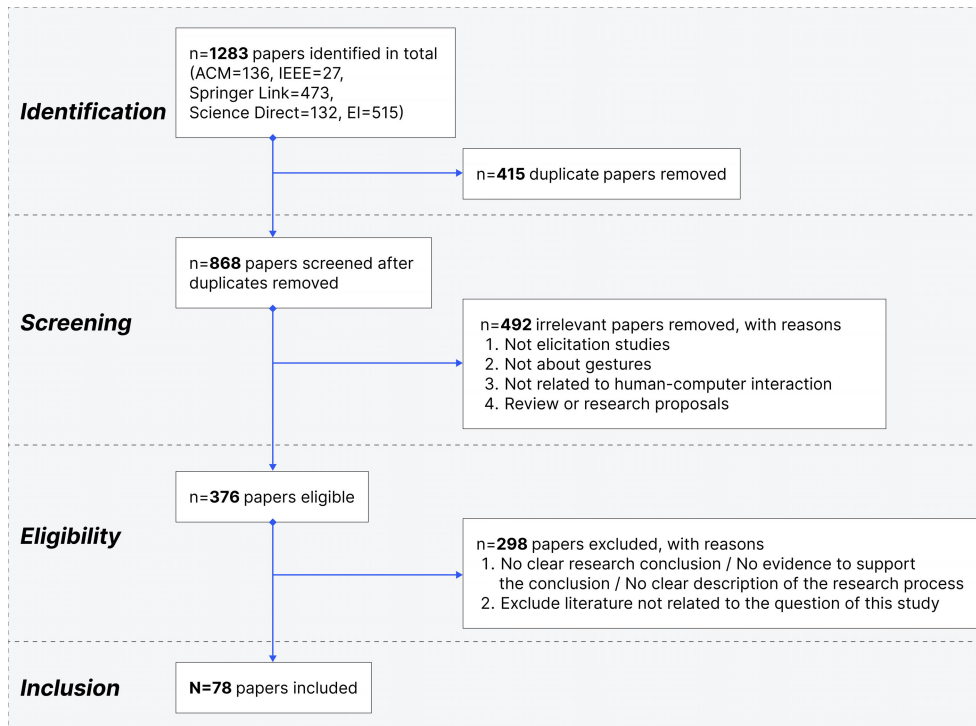 n=1283 papers identified in total
(ACM=136, IEEE=27,
Springer Link=473,
Science Direct=132, EI=515)
Identification
n=415 duplicate papers removed
n=868 papers screened after
duplicates removed
Screening
n=492 irrelevant papers removed, with reasons
1. Not elicitation studies
2. Not about gestures
3. Not related to human-computer interaction
4. Review or research proposals
n=376 papers eligible
Eligibility
n=298 papers excluded, with reasons
1. No clear research conclusion / No evidence to support
the conclusion / No clear description of the research process
2. Exclude literature not related to the question of this study
Inclusion
N=78 papers included